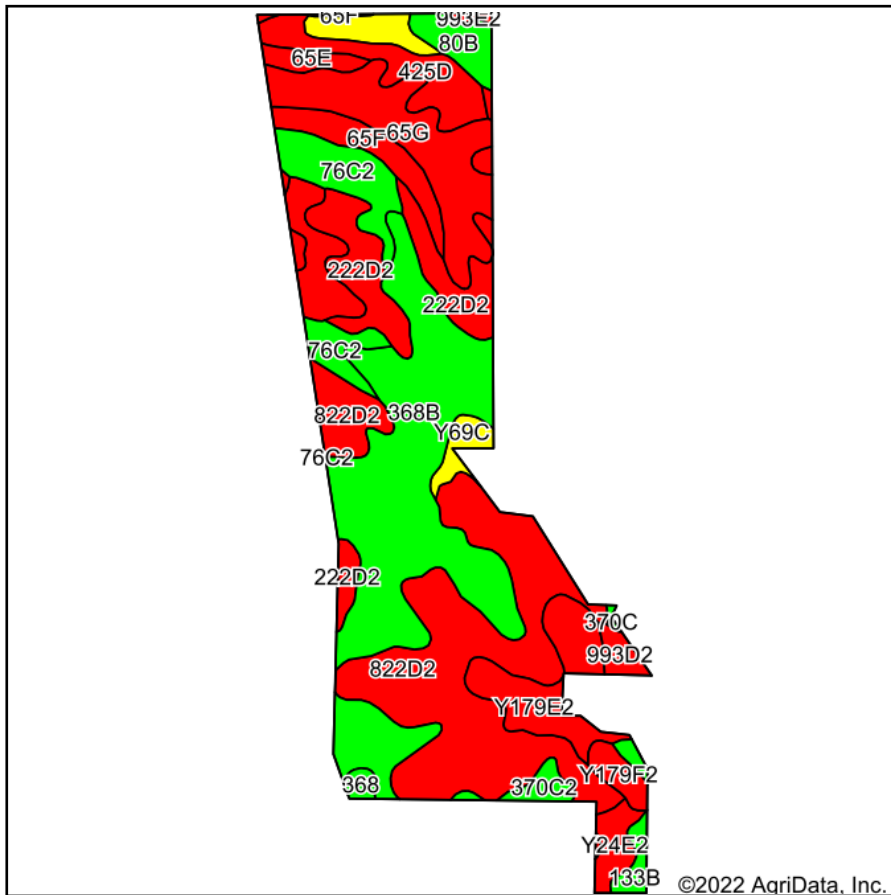 65F
993E2
80B
65E
425D
65F
65G
76C2
222D2
222D2
76C2
822D2
368B
Y69C
76C2
222D2
370C
822D2
993D2
Y179E2
Y179F2
368
370C2
Y24E2
133B
©2022 AgriData, Inc.